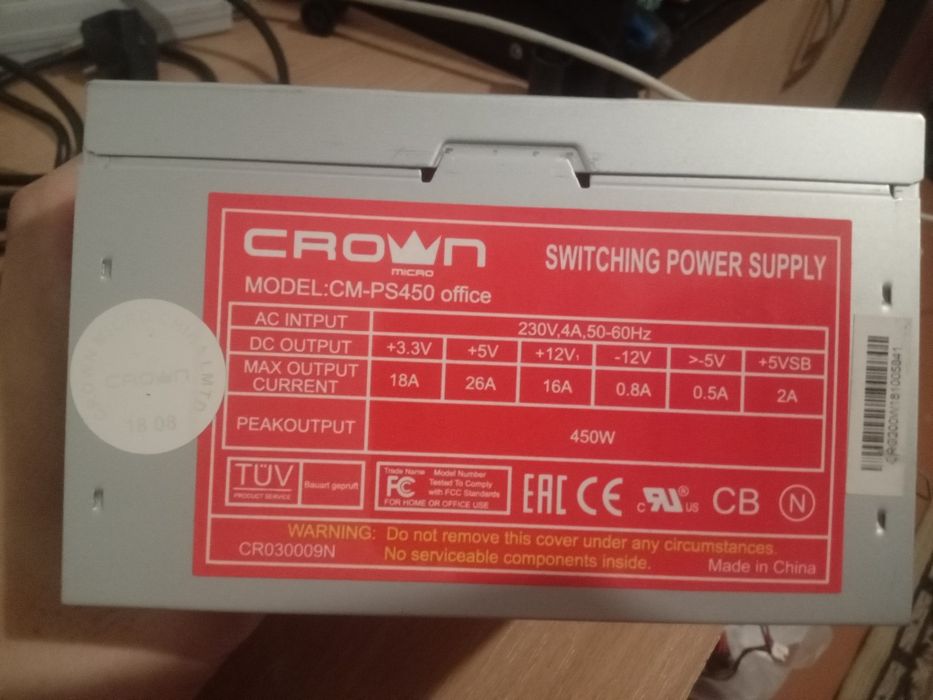 CROWN
MICRO
SWITCHING POWER SUPPLY
MODEL:CM-PS450 office
AC INTPUT 230V,4A,50-60Hz
DC OUTPUT +3.3V +5V +12V₁ -12V >-5V +5VSB
MAX OUTPUT CURRENT 18A 26A 16A 0.8A 0.5A 2A
PEAKOUTPUT 450W
TÜV
PRODUCT SERVICE
Bauart gepruft
Trade Name Model Number
FC Tested To Comply
with FCC Standards
FOR HOME OR OFFICE USE
EAC CE c RU ® US CB N
WARNING: Do not remove this cover under any circumstances.
No serviceable components inside.
CR030009N
Made in China
CROWN
18 08